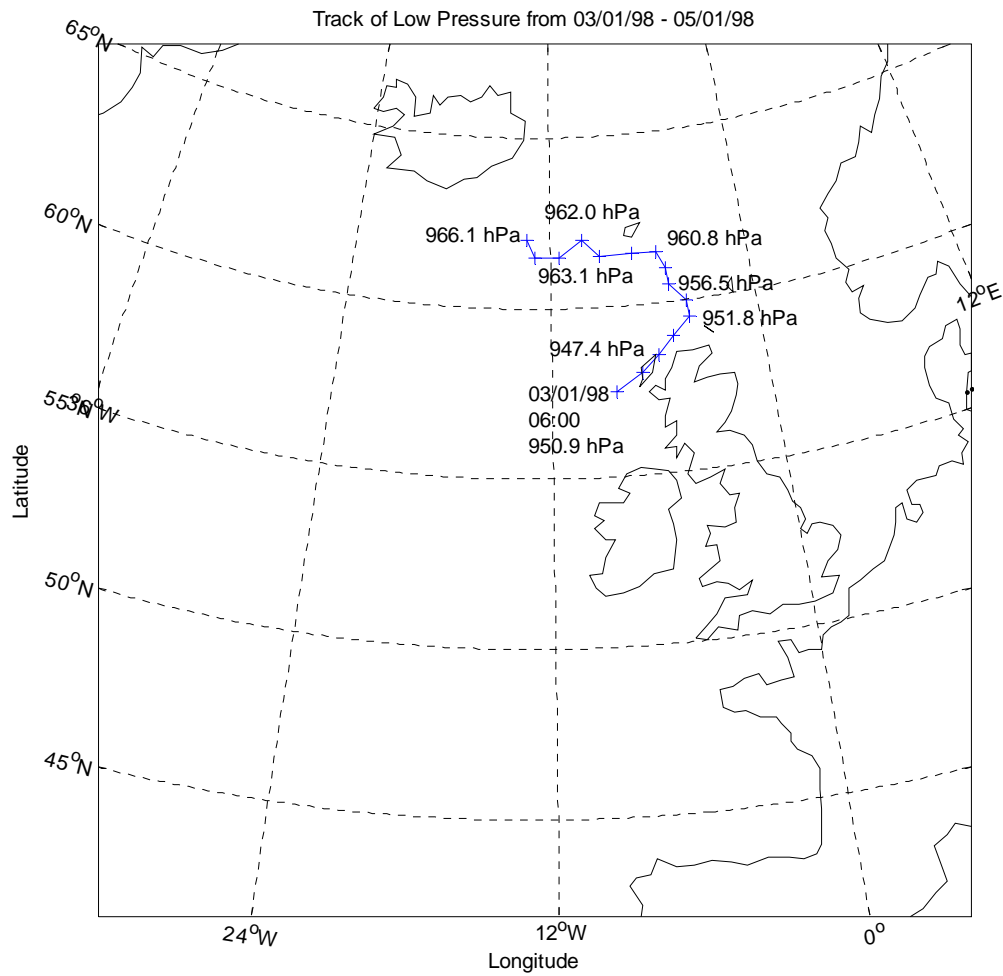 Track of Low Pressure from 03/01/98 - 05/01/98
65°N
60°N
962.0 hPa
966.1 hPa
960.8 hPa
963.1 hPa
956.5 hPa
12°E
951.8 hPa
947.4 hPa
03/01/98
06:00
950.9 hPa
55°N
36°W
Latitude
50°N
45°N
24°W
12°W
0°
Longitude